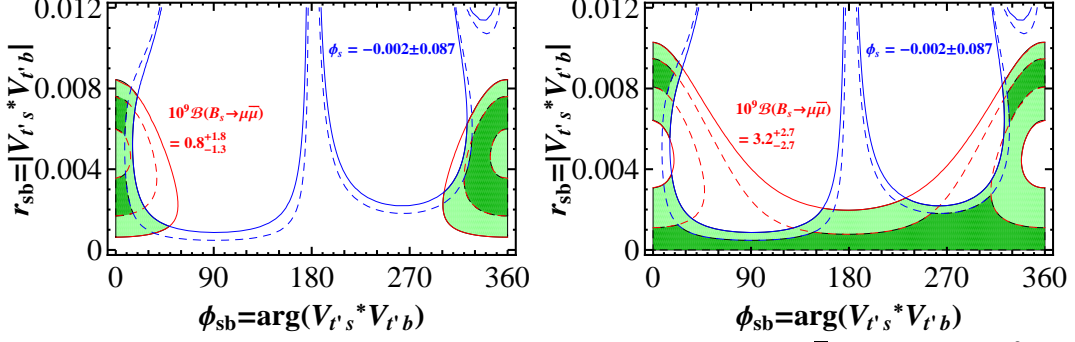 0.012
0.008
0.004
0
0 90 180 270 360
r_sb=|V_t's*V_t'b|
ϕ_sb=arg(V_t's*V_t'b)
ϕ_s = −0.002±0.087
10^9ℬ(B_s→μμ̅)
= 0.8^{+1.8}_{−1.3}
0.012
0.008
0.004
0
0 90 180 270 360
r_sb=|V_t's*V_t'b|
ϕ_sb=arg(V_t's*V_t'b)
ϕ_s = −0.002±0.087
10^9ℬ(B_s→μμ̅)
= 3.2^{+2.7}_{−2.7}